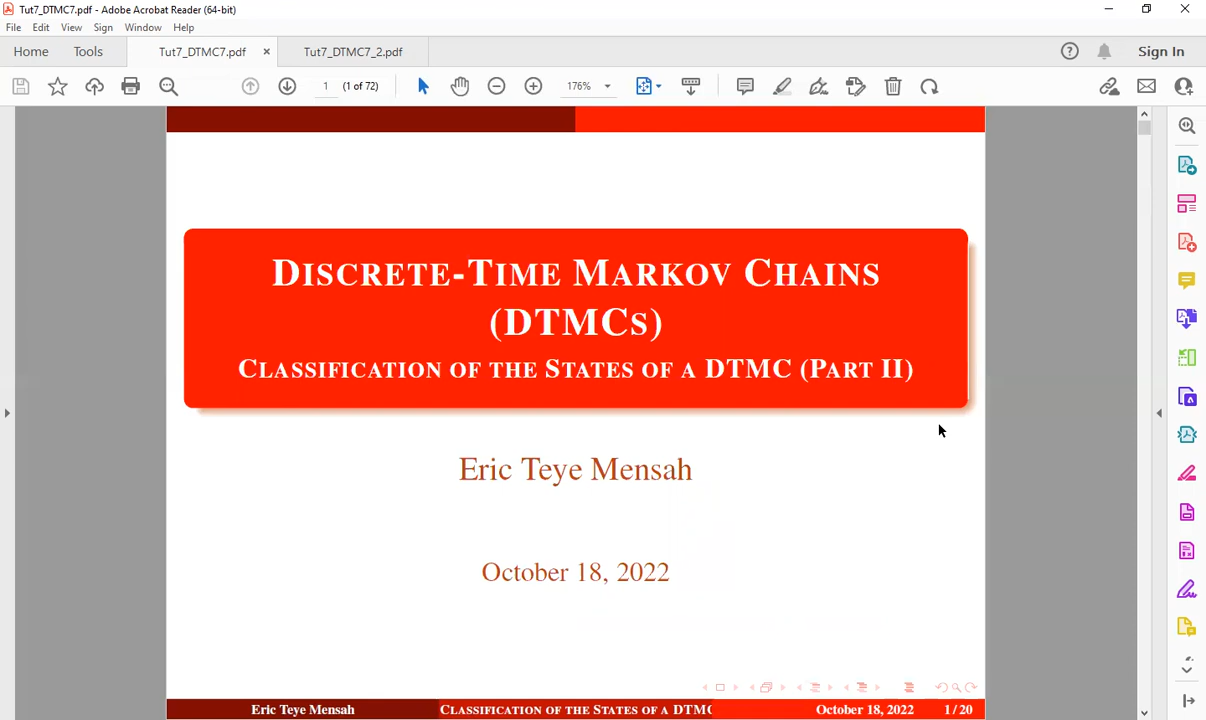 Tut7_DTMC7.pdf - Adobe Acrobat Reader (64-bit)
File Edit View Sign Window Help
Home Tools Tut7_DTMC7.pdf × Tut7_DTMC7_2.pdf Sign In
1 (1 of 72) 176%
DISCRETE-TIME MARKOV CHAINS
(DTMCS)
CLASSIFICATION OF THE STATES OF A DTMC (PART II)
Eric Teye Mensah
October 18, 2022
Eric Teye Mensah CLASSIFICATION OF THE STATES OF A DTMC October 18, 2022 1 / 20